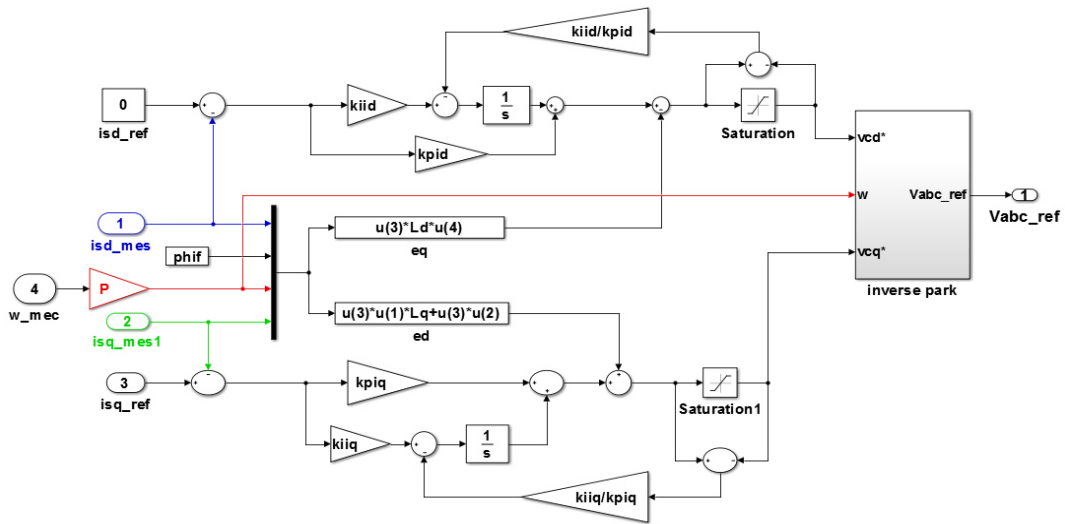 kiid/kpid
0
isd_ref
kiid
1
s
Saturation
kpid
vcd*
w
Vabc_ref
vcq*
inverse park
1
Vabc_ref
1
isd_mes
phif
u(3)*Ld*u(4)
eq
4
w_mec
P
2
isq_mes1
u(3)*u(1)*Lq+u(3)*u(2)
ed
3
isq_ref
kpiq
Saturation1
kiiq
1
s
kiiq/kpiq